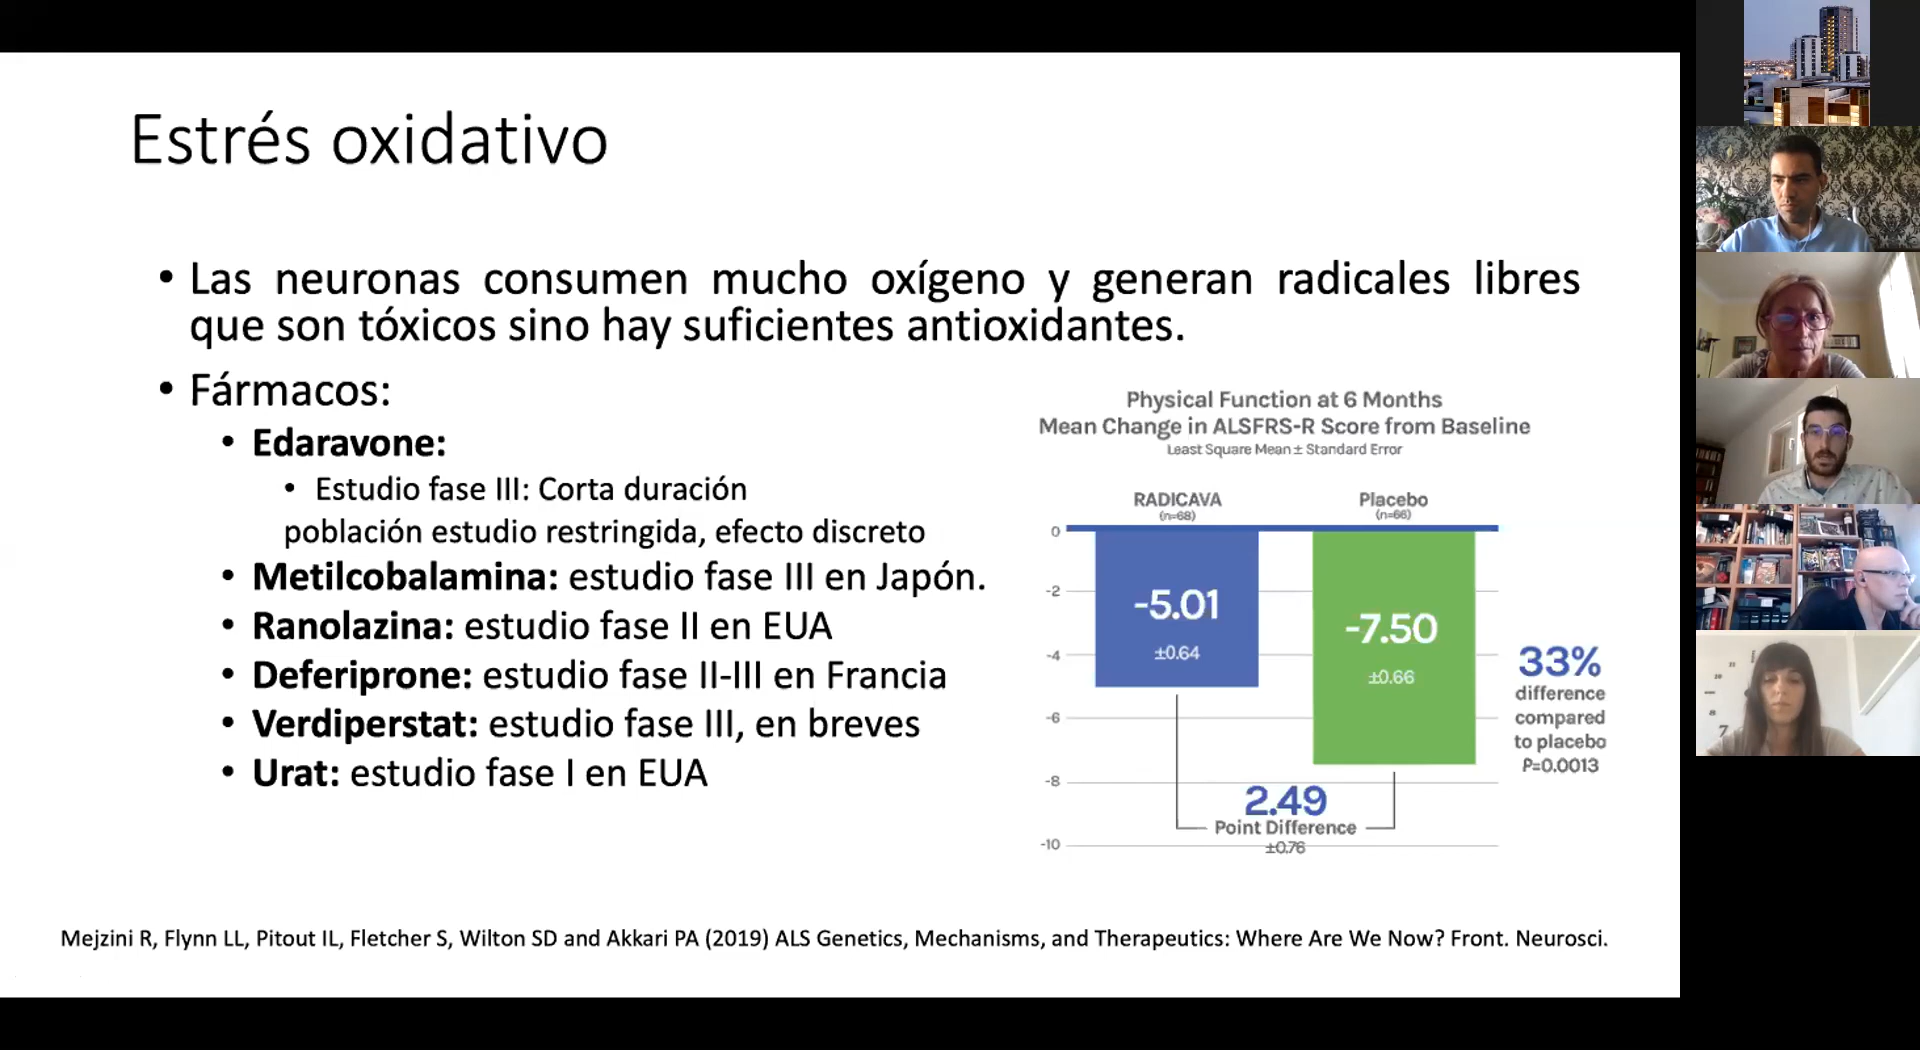 Estrés oxidativo
• Las neuronas consumen mucho oxígeno y generan radicales libres
que son tóxicos sino hay suficientes antioxidantes.
• Fármacos:
• Edaravone:
• Estudio fase III: Corta duración
población estudio restringida, efecto discreto
• Metilcobalamina: estudio fase III en Japón.
• Ranolazina: estudio fase II en EUA
• Deferiprone: estudio fase II-III en Francia
• Verdiperstat: estudio fase III, en breves
• Urat: estudio fase I en EUA
Physical Function at 6 Months
Mean Change in ALSFRS-R Score from Baseline
Least Square Mean ± Standard Error
RADICAVA
(n=68)
Placebo
(n=66)
0
-2
-4
-6
-8
-10
-5.01
±0.64
-7.50
±0.66
33%
difference
compared
to placebo
P=0.0013
2.49
Point Difference
±0.76
Mejzini R, Flynn LL, Pitout IL, Fletcher S, Wilton SD and Akkari PA (2019) ALS Genetics, Mechanisms, and Therapeutics: Where Are We Now? Front. Neurosci.